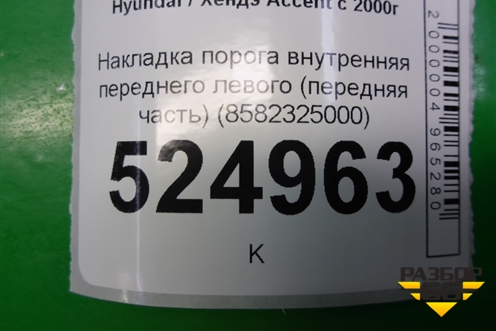 Hyundai / Хендэ Accent с 2000г
Накладка порога внутренняя
переднего левого (передняя
часть) (8582325000)
524963
К
2000004965280
РАЗБОР